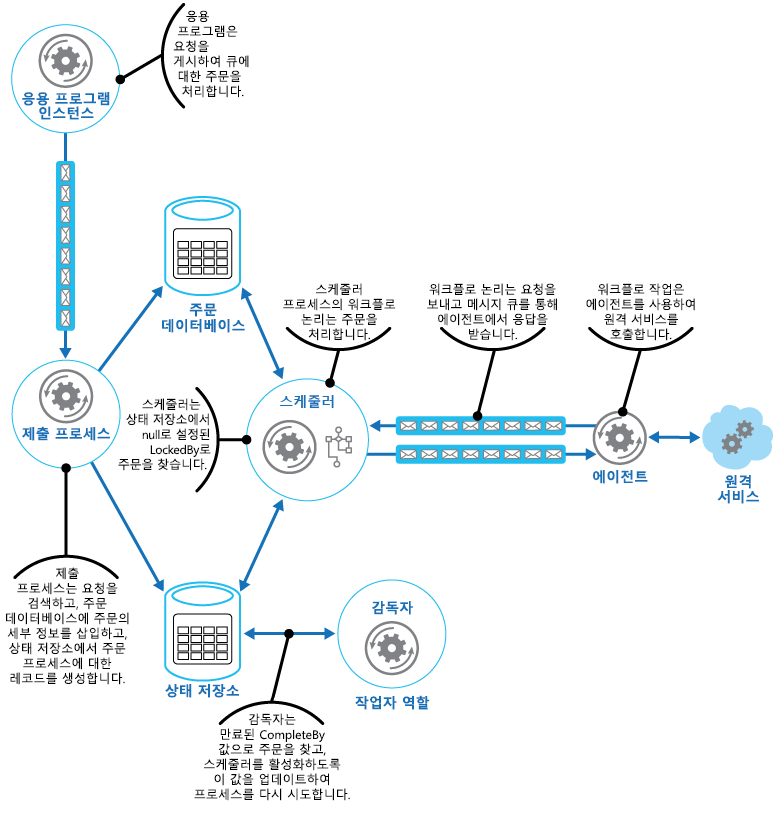 응용
프로그램은
요청을
게시하여 큐에
대한 주문을
처리합니다.
응용 프로그램
인스턴스
주문
데이터베이스
스케줄러
프로세스의 워크플로
논리는 주문을
처리합니다.
워크플로 논리는 요청을
보내고 메시지 큐를 통해
에이전트에서 응답을
받습니다.
워크플로 작업은
에이전트를 사용하여
원격 서비스를
호출합니다.
제출 프로세스
스케줄러는
상태 저장소에서
null로 설정된
LockedBy로
주문을 찾습니다.
스케줄러
에이전트
원격
서비스
제출
프로세스는 요청을
검색하고, 주문
데이터베이스에 주문의
세부 정보를 삽입하고,
상태 저장소에서 주문
프로세스에 대한
레코드를 생성합니다.
상태 저장소
감독자
작업자 역할
감독자는
만료된 CompleteBy
값으로 주문을 찾고,
스케줄러를 활성화하도록
이 값을 업데이트하여
프로세스를 다시 시도합니다.